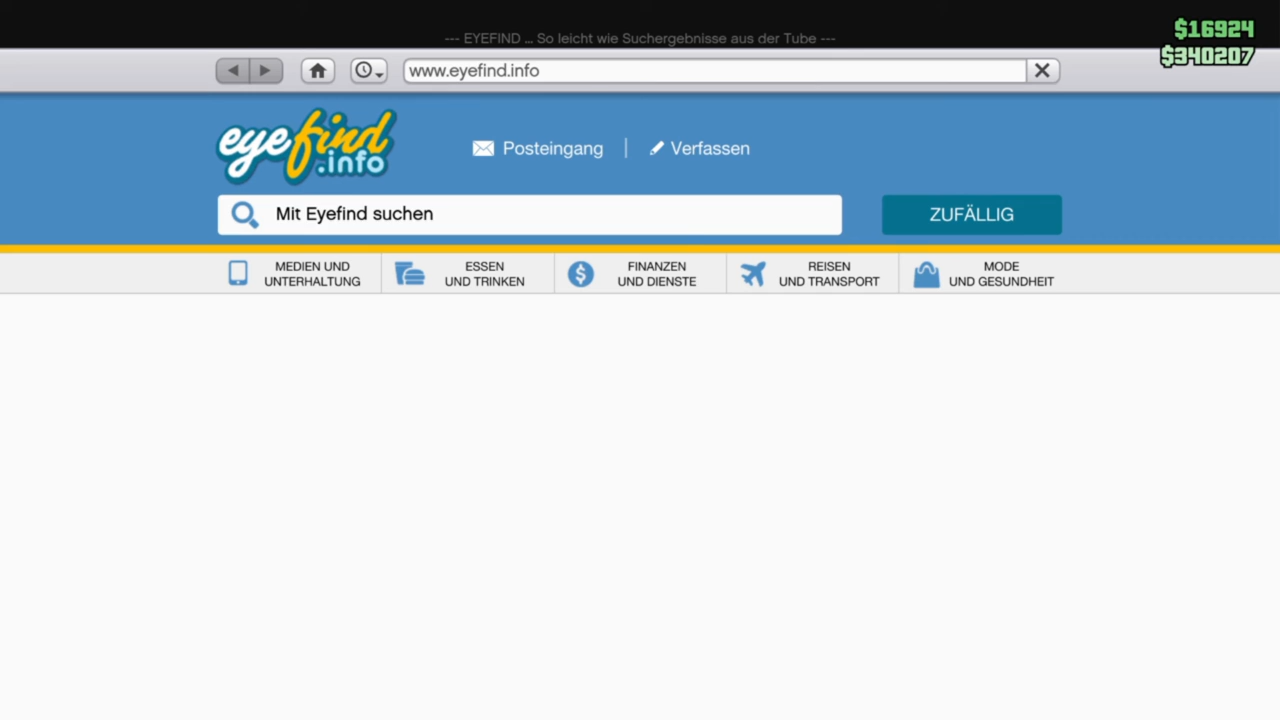 $16924
--- EYEFIND ... So leicht wie Suchergebnisse aus der Tube ---
$340207
www.eyefind.info
eyefind
.info
Posteingang | Verfassen
Mit Eyefind suchen
ZUFÄLLIG
MEDIEN UND
UNTERHALTUNG
ESSEN
UND TRINKEN
FINANZEN
UND DIENSTE
REISEN
UND TRANSPORT
MODE
UND GESUNDHEIT